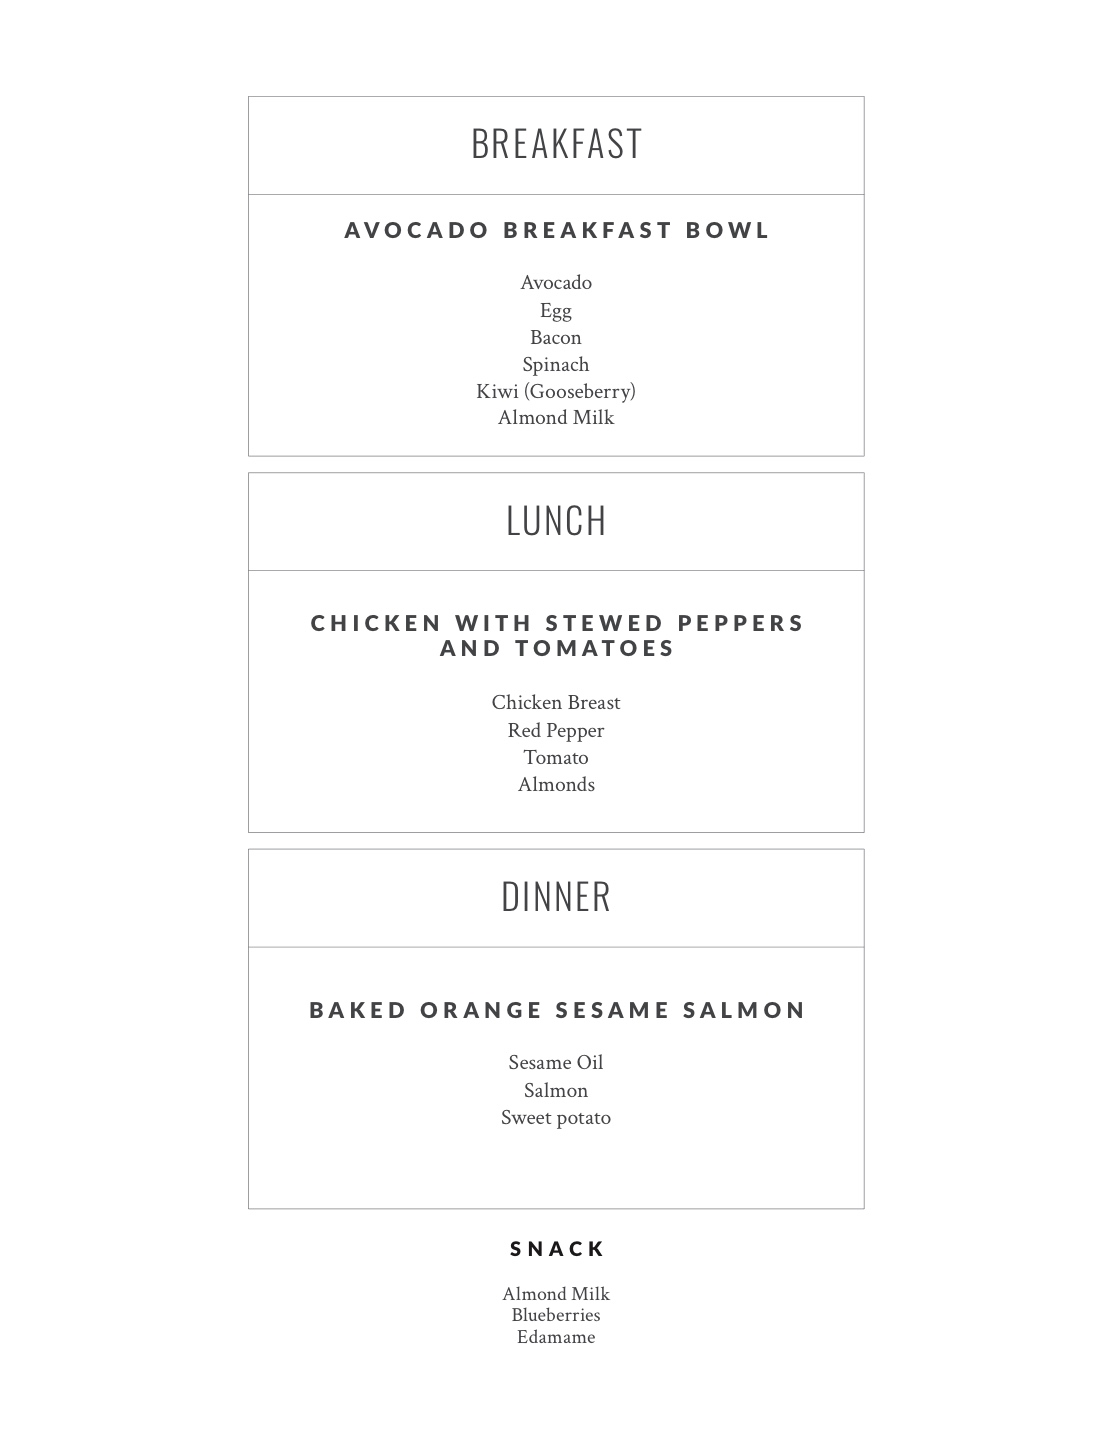 BREAKFAST
AVOCADO BREAKFAST BOWL
Avocado
Egg
Bacon
Spinach
Kiwi (Gooseberry)
Almond Milk
LUNCH
CHICKEN WITH STEWED PEPPERS
AND TOMATOES
Chicken Breast
Red Pepper
Tomato
Almonds
DINNER
BAKED ORANGE SESAME SALMON
Sesame Oil
Salmon
Sweet potato
SNACK
Almond Milk
Blueberries
Edamame